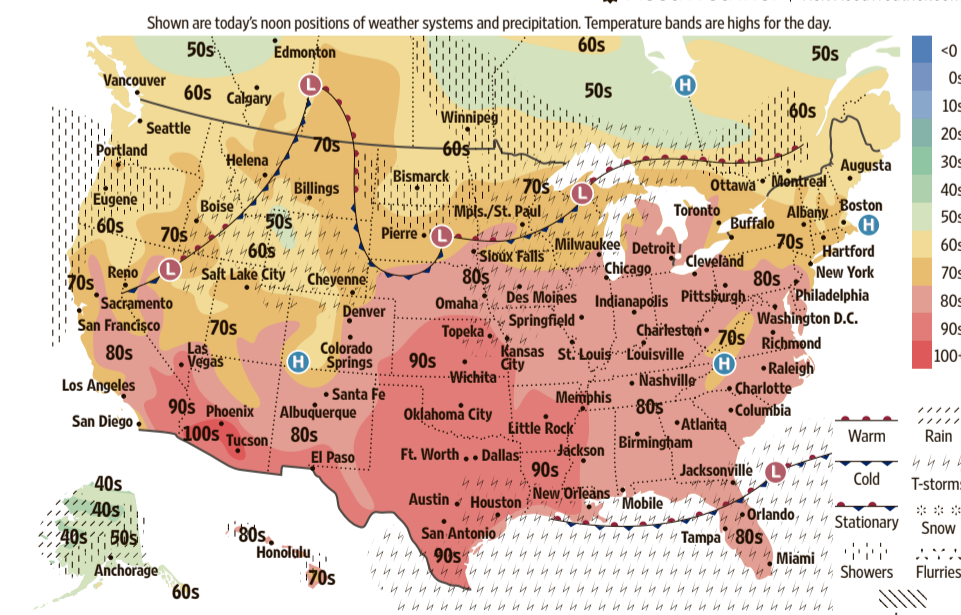 Shown are today's noon positions of weather systems and precipitation. Temperature bands are highs for the day.
50s
Edmonton
60s
50s
<0
Vancouver
L
H
0s
60s
Calgary
50s
10s
Seattle
Winnipeg
60s
20s
Portland
70s
60s
30s
Helena
Augusta
40s
Eugene
Billings
Bismarck
70s
Ottawa
Montreal
50s
Boise
L
60s
50s
Mpls./St. Paul
Toronto
Albany
Boston
60s
70s
60s
Pierre
L
Buffalo
H
70s
Milwaukee
Detroit
70s
Hartford
Reno
L
Salt Lake City
Sioux Falls
Chicago
Cleveland
80s
70s
Cheyenne
80s
80s
New York
90s
Sacramento
Omaha
Des Moines
Indianapolis
Pittsburgh
Philadelphia
100+
San Francisco
70s
Denver
Topeka
Springfield
Charleston
70s
Washington D.C.
80s
Las
Vegas
H
Colorado
Springs
90s
Kansas
City
St. Louis
Louisville
H
Richmond
Wichita
Raleigh
Los Angeles
Santa Fe
Nashville
Charlotte
90s
Phoenix
Albuquerque
Oklahoma City
Memphis
80s
Columbia
San Diego
100s
Tucson
80s
Little Rock
Atlanta
Warm
Rain
El Paso
Ft. Worth
Dallas
Jackson
Birmingham
90s
Jacksonville
L
Cold
T-storms
40s
Austin
Houston
New Orleans
Mobile
Orlando
Stationary
Snow
40s
San Antonio
Tampa
80s
40s
50s
80s
Honolulu
90s
Miami
Showers
Flurries
Anchorage
70s
60s